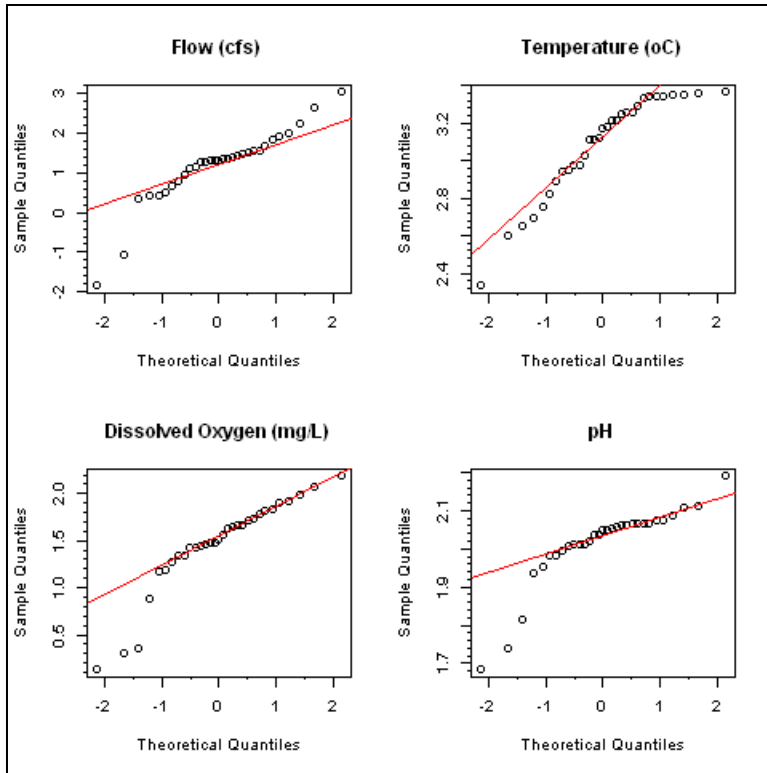 Flow (cfs)
3
2
1
0
-1
-2
Sample Quantiles
-2 -1 0 1 2
Theoretical Quantiles
Temperature (oC)
3.2
2.8
2.4
Sample Quantiles
-2 -1 0 1 2
Theoretical Quantiles
Dissolved Oxygen (mg/L)
2.0
1.5
1.0
0.5
Sample Quantiles
-2 -1 0 1 2
Theoretical Quantiles
pH
2.1
1.9
1.7
Sample Quantiles
-2 -1 0 1 2
Theoretical Quantiles